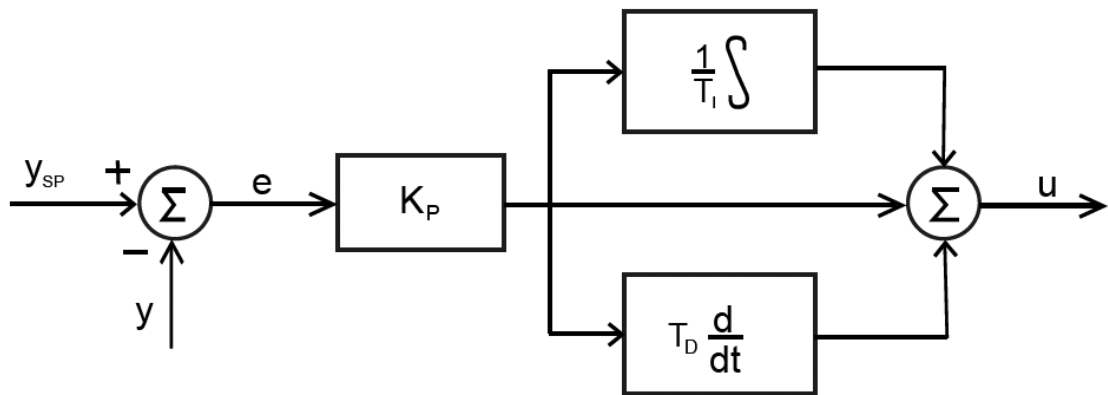 1/T_I ∫
y_SP
+
Σ
e
K_P
Σ
u
−
y
T_D d/dt